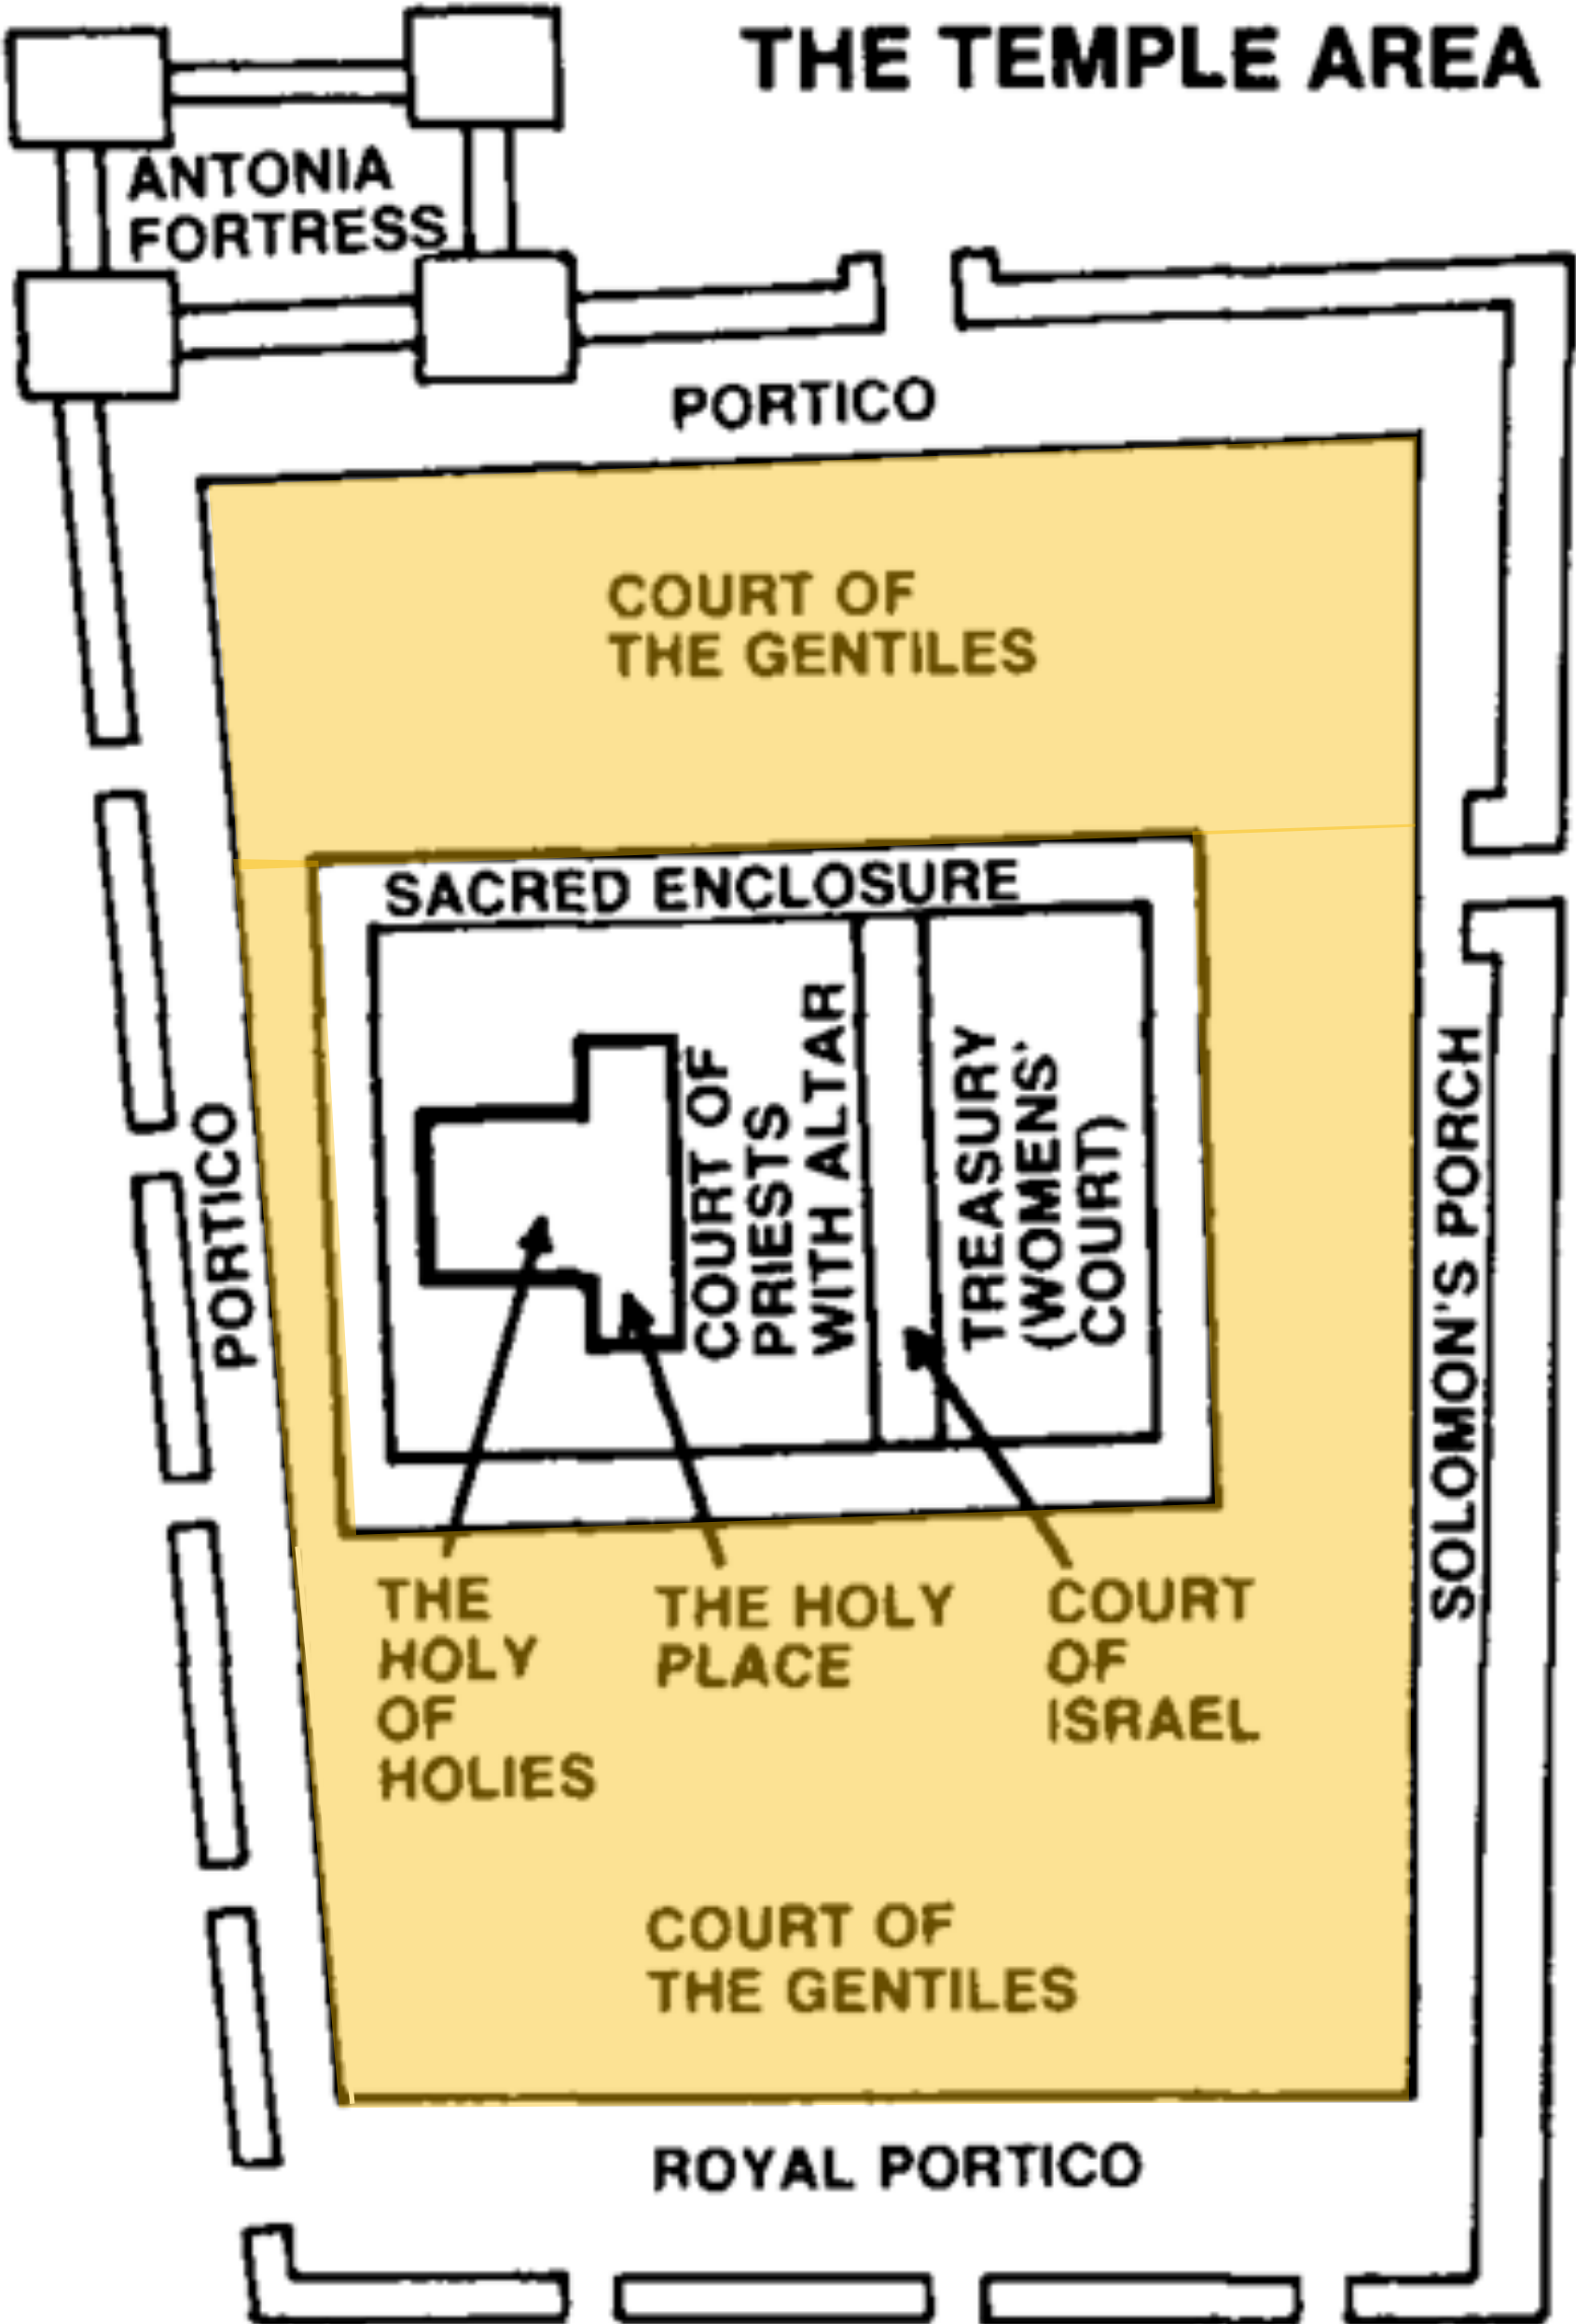 THE TEMPLE AREA
ANTONIA
FORTRESS
PORTICO
COURT OF
THE GENTILES
SACRED ENCLOSURE
COURT OF
PRIESTS
WITH ALTAR
TREASURY
(WOMENS'
COURT)
PORTICO
SOLOMON'S PORCH
THE
HOLY
OF
HOLIES
THE HOLY
PLACE
COURT
OF
ISRAEL
COURT OF
THE GENTILES
ROYAL PORTICO